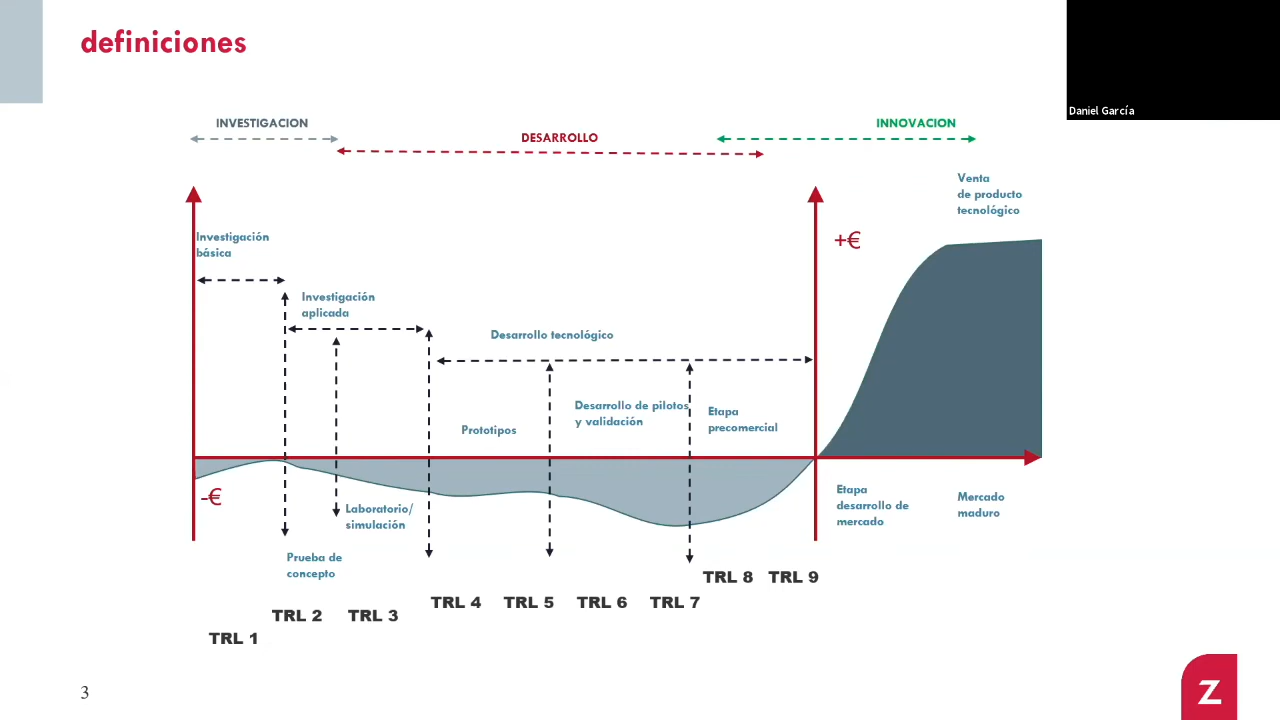 definiciones
Daniel García
INVESTIGACION
DESARROLLO
INNOVACION
Venta
de producto
tecnológico
+€
Investigación
básica
Investigación
aplicada
Desarrollo tecnológico
Prototipos
Desarrollo de pilotos
y validación
Etapa
precomercial
-€
Laboratorio/
simulación
Prueba de
concepto
Etapa
desarrollo de
mercado
Mercado
maduro
TRL 1
TRL 2
TRL 3
TRL 4
TRL 5
TRL 6
TRL 7
TRL 8
TRL 9
3
Z